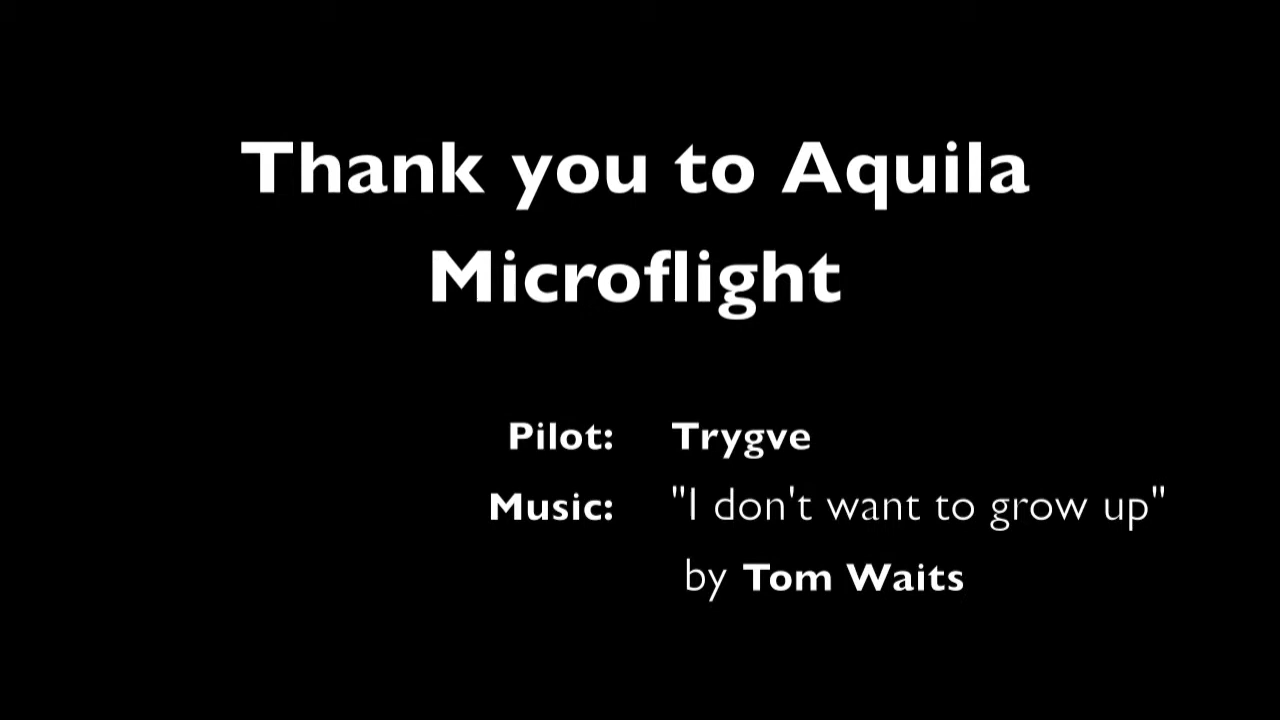 Thank you to Aquila
Microflight
Pilot: Trygve
Music: "I don't want to grow up"
by Tom Waits